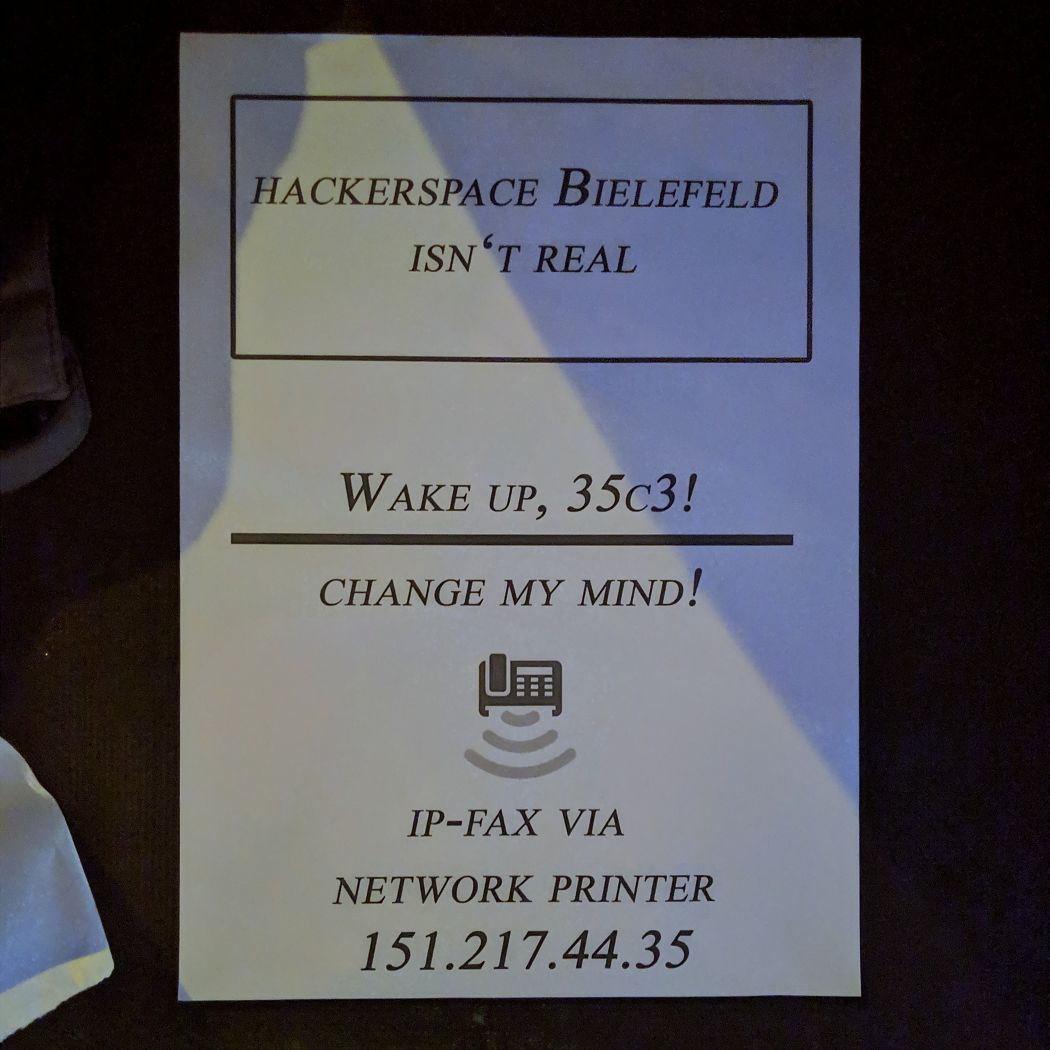 HACKERSPACE BIELEFELD
ISN‘T REAL
WAKE UP, 35C3!
CHANGE MY MIND!
IP-FAX VIA
NETWORK PRINTER
151.217.44.35